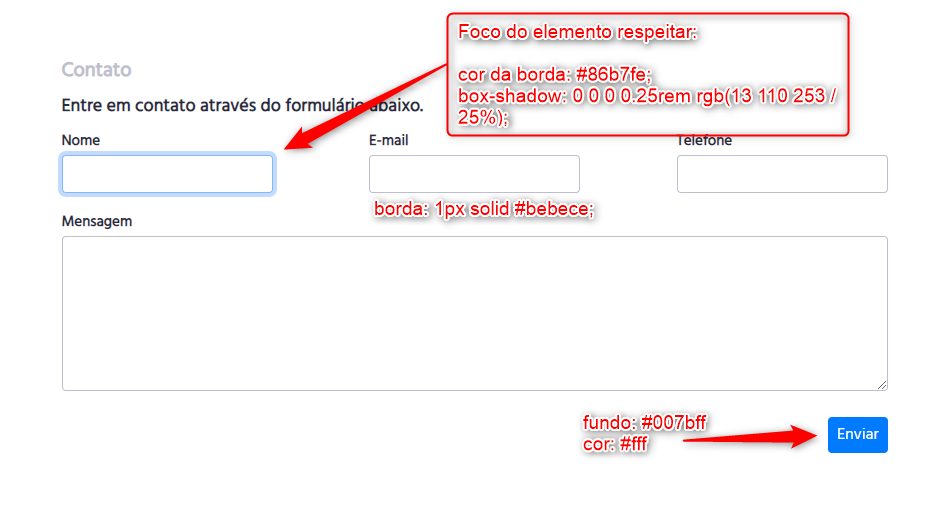 Foco do elemento respeitar:
cor da borda: #86b7fe;
box-shadow: 0 0 0 0.25rem rgb(13 110 253 /
25%);
Contato
Entre em contato através do formulário abaixo.
Nome
E-mail
Telefone
borda: 1px solid #bebece;
Mensagem
fundo: #007bff
cor: #fff
Enviar